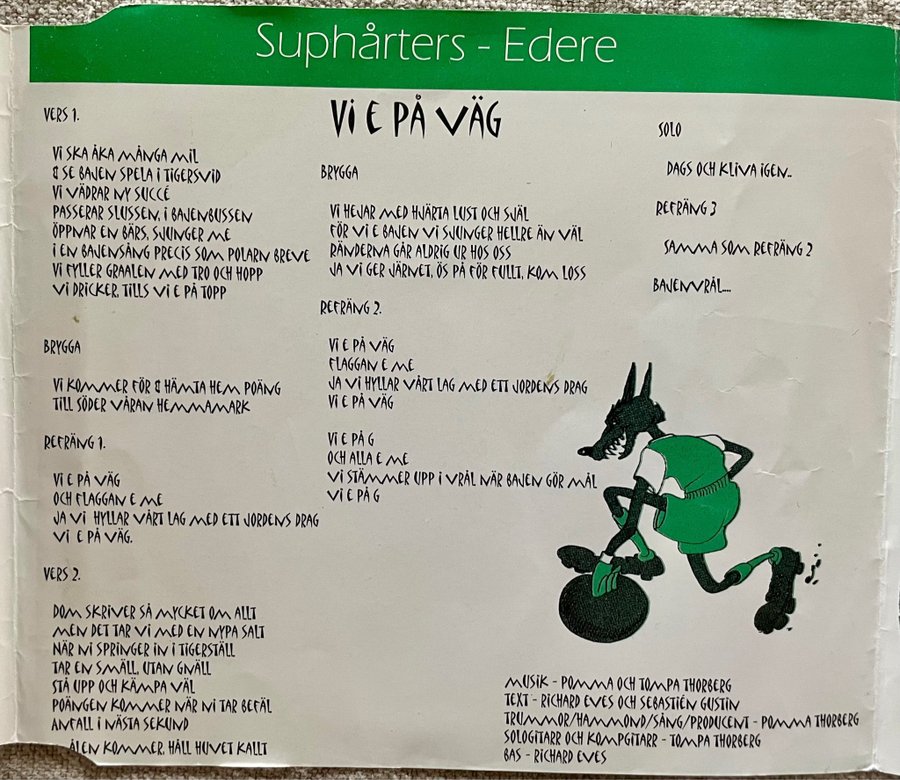 Suphårters - Edere
Vi E PÅ VÄG
VERS 1.
Vi SKA ÅKA MÅNGA MiL
& SE BAJEN SPELA i TiGERSViD
Vi VÄDRAR NY SUCCÉ
PASSERAR SLUSSEN, i BAJENBUSSEN
ÖPPNAR EN BÄRS, SJUNGER ME
i EN BAJENSÅNG PRECiS SOM POLARN BREVE
Vi FYLLER GRAALEN MED TRO OCH HOPP
Vi DRiCKER, TiLLS Vi E PÅ TOPP
BRYGGA
Vi KOMMER FÖR & HÄMTA HEM POÄNG
TiLL SÖDER VÅRAN HEMMAMARK
REFRÄNG 1.
Vi E PÅ VÄG
OCH FLAGGAN E ME
JA Vi HYLLAR VÅRT LAG MED ETT JORDENS DRAG
Vi E PÅ VÄG.
VERS 2.
DOM SKRiVER SÅ MYCKET OM ALLT
MEN DET TAR Vi MED EN NYPA SALT
NÄR Ni SPRiNGER iN i TiGERSTÄLL
TAR EN SMÄLL, UTAN GNÄLL
STÅ UPP OCH KÄMPA VÄL
POÄNGEN KOMMER NÄR Ni TAR BEFÄL
ANFALL i NÄSTA SEKUND
ÅLEN KOMMER, HÅLL HUVET KALLT
BRYGGA
Vi HEJAR MED HJÄRTA LUST OCH SJÄL
FÖR Vi E BAJEN Vi SJUNGER HELLRE ÄN VÄL
RÄNDERNA GÅR ALDRiG UR HOS OSS
JA Vi GER JÄRNET, ÖS PÅ FÖR FULLT, KOM LOSS
REFRÄNG 2.
Vi E PÅ VÄG
FLAGGAN E ME
JA Vi HYLLAR VÅRT LAG MED ETT JORDENS DRAG
Vi E PÅ VÄG
Vi E PÅ G
OCH ALLA E ME
Vi STÄMMER UPP i VRÅL NÄR BAJEN GÖR MÅL
Vi E PÅ G
SOLO
DAGS OCH KLiVA iGEN..
REFRÄNG 3
SAMMA SOM REFRÄNG 2
BAJENVRÅL....
MUSiK - POMMA OCH TOMPA THORBERG
TEXT - RiCHARD EVES OCH SEBASTiÉN GUSTiN
TRUMMOR/HAMMOND/SÅNG/PRODUCENT - POMMA THORBERG
SOLOGiTARR OCH KOMPGiTARR - TOMPA THORBERG
BAS - RiCHARD EVES